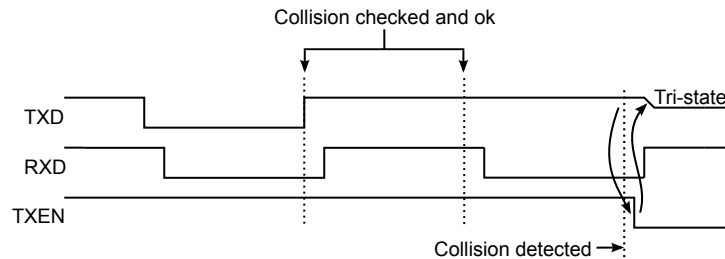 Collision checked and ok
Tri-state
TXD
RXD
TXEN
Collision detected